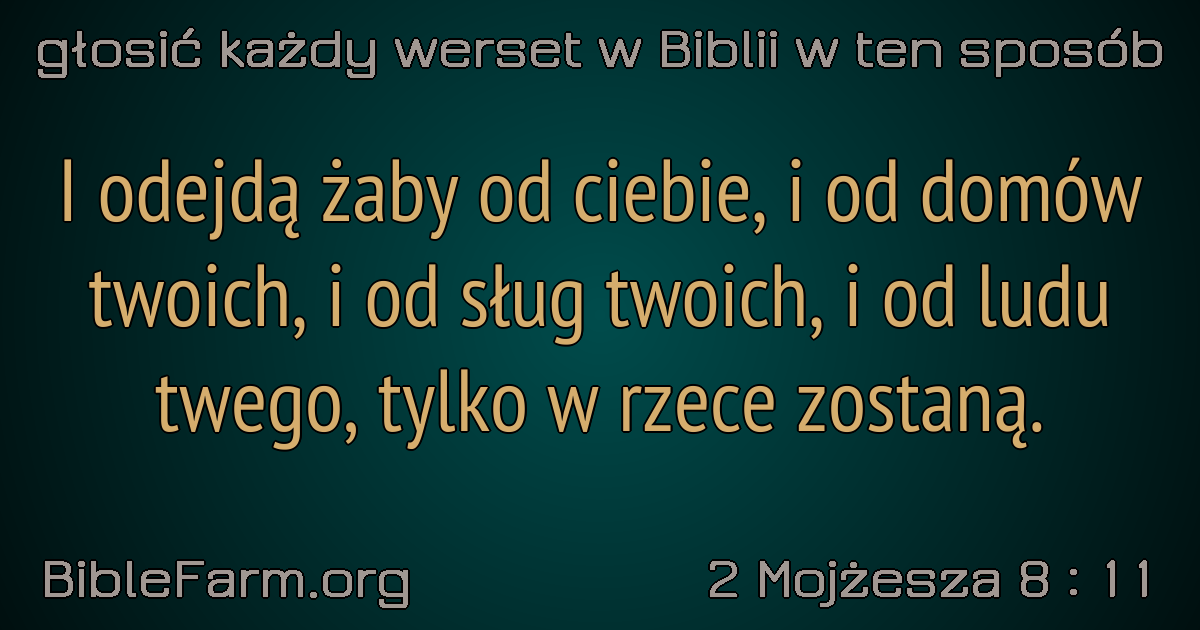 głosić każdy werset w Biblii w ten sposób
I odejdą żaby od ciebie, i od domów
twoich, i od sług twoich, i od ludu
twego, tylko w rzece zostaną.
BibleFarm.org
2 Mojżesza 8 : 11